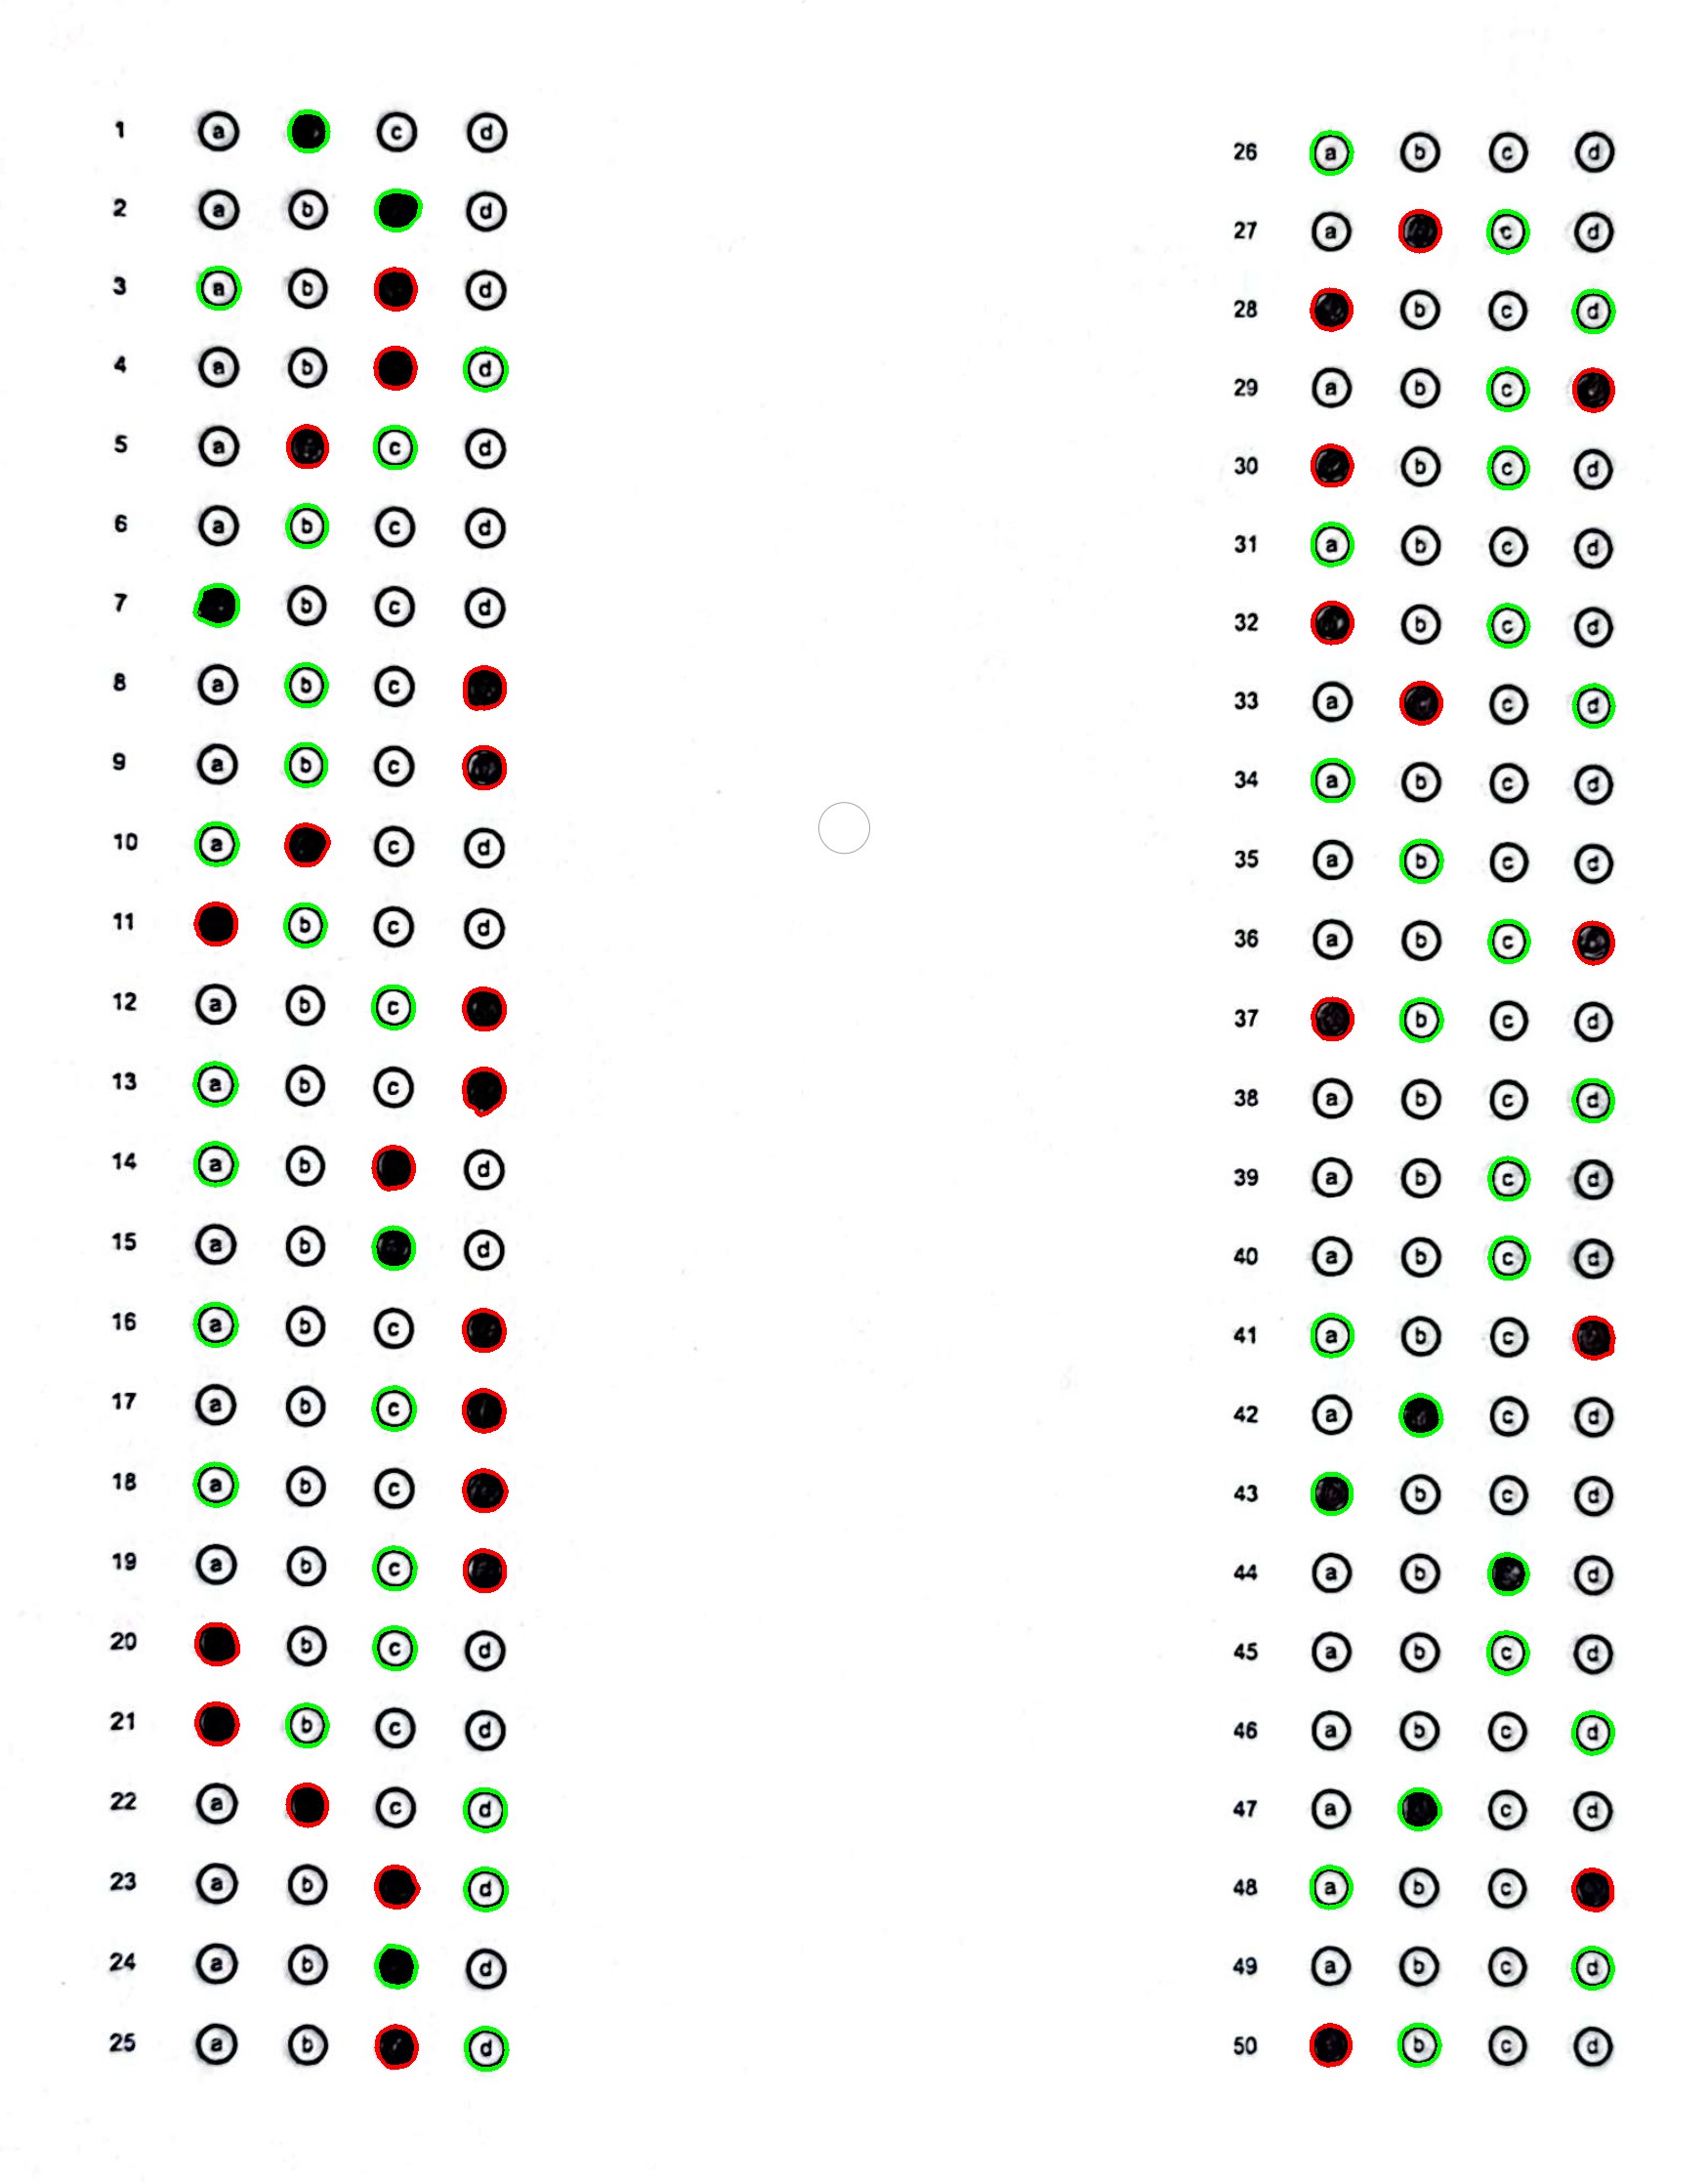 1 a c d
2 a b d
3 a b d
4 a b d
5 a c d
6 a b c d
7 b c d
8 a b c
9 a b c
10 a c d
11 b c d
12 a b c
13 a b c
14 a b d
15 a b d
16 a b c
17 a b c
18 a b c
19 a b c
20 b c d
21 b c d
22 a c d
23 a b d
24 a b d
25 a b d
26 a b c d
27 a c d
28 b c d
29 a b c
30 b c d
31 a b c d
32 b c d
33 a c d
34 a b c d
35 a b c d
36 a b c
37 b c d
38 a b c d
39 a b c d
40 a b c d
41 a b c
42 a c d
43 b c d
44 a b d
45 a b c d
46 a b c d
47 a c d
48 a b c
49 a b c d
50 b c d